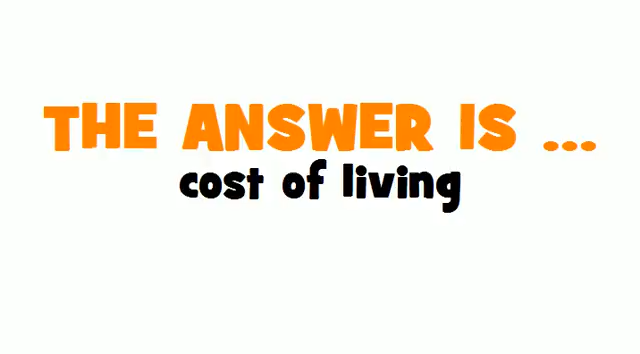 THE ANSWER IS ...
cost of living